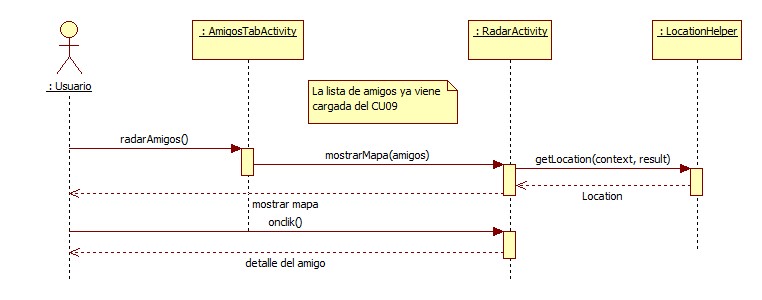 : AmigosTabActivity
: RadarActivity
: LocationHelper
: Usuario
La lista de amigos ya viene
cargada del CU09
radarAmigos()
mostrarMapa(amigos)
getLocation(context, result)
Location
mostrar mapa
onclik()
detalle del amigo